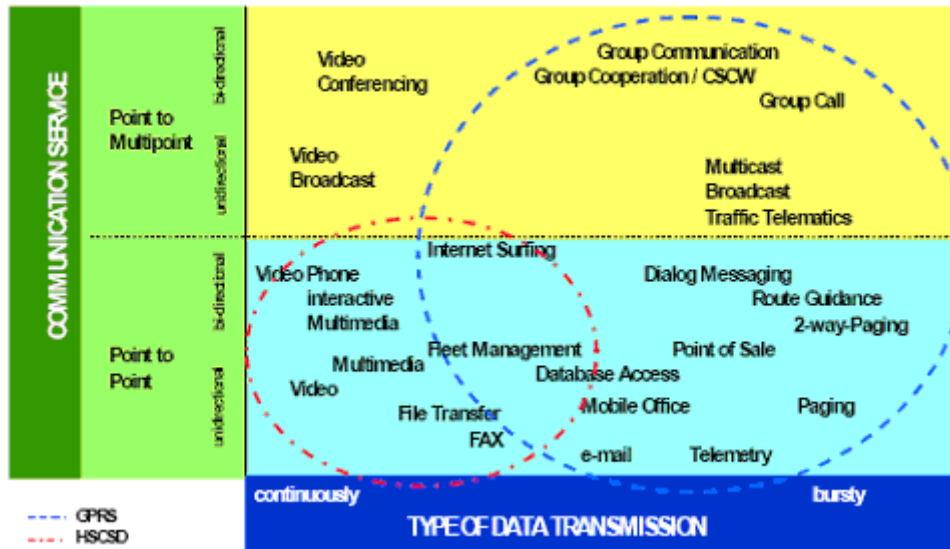 COMMUNICATION SERVICE
Point to
Multipoint
bi-directional
unidirectional
Video
Conferencing
Group Communication
Group Cooperation / CSCW
Group Call
Video
Broadcast
Multicast
Broadcast
Traffic Telematics
Point to
Point
bi-directional
unidirectional
Internet Surfing
Video Phone
Dialog Messaging
interactive
Multimedia
Route Guidance
2-way-Paging
Fleet Management
Point of Sale
Multimedia
Database Access
Video
File Transfer
Mobile Office
Paging
FAX
e-mail
Telemetry
continuously
bursty
TYPE OF DATA TRANSMISSION
GPRS
HSCSD